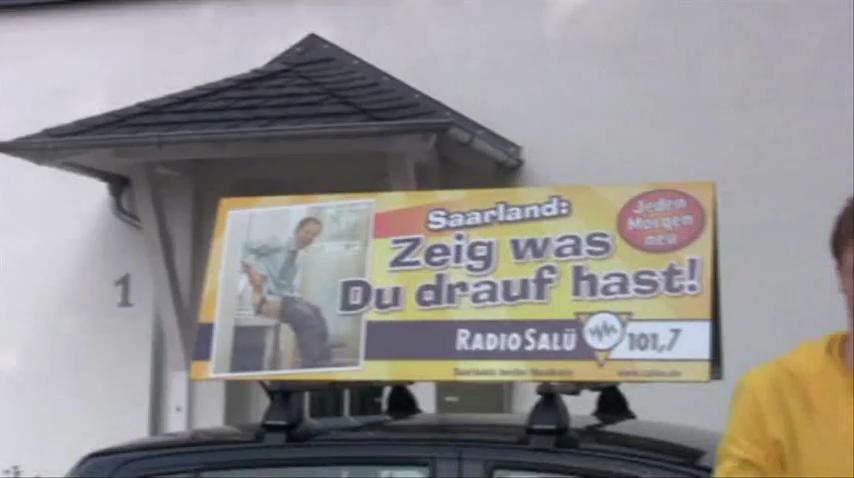 Saarland:
Zeig was
Du drauf hast!
Jeden
Morgen
neu
RADIO SALÜ 101,7
1